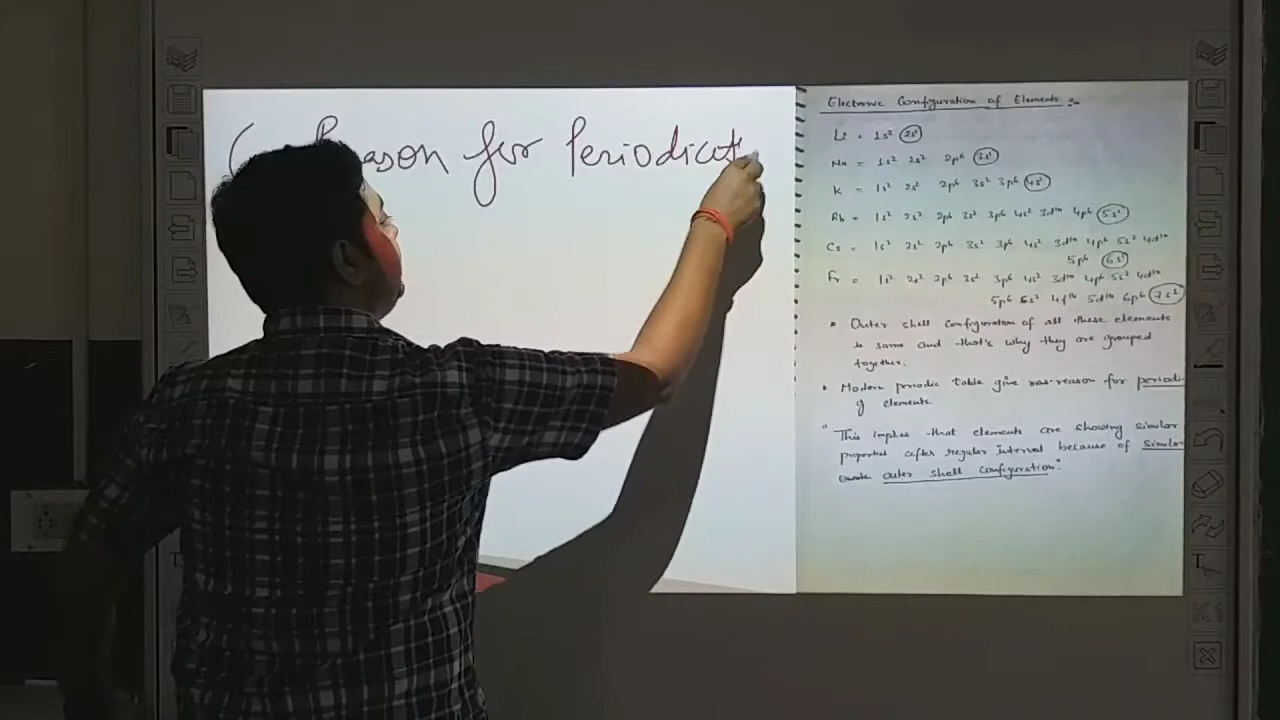 ( Reason for Periodicit
Electronic Configuration of Elements :-
Li = 1s² 2s¹
Na = 1s² 2s² 2p⁶ 3s¹
K = 1s² 2s² 2p⁶ 3s² 3p⁶ 4s¹
Rb = 1s² 2s² 2p⁶ 3s² 3p⁶ 4s² 3d¹⁰ 4p⁶ 5s¹
Cs = 1s² 2s² 2p⁶ 3s² 3p⁶ 4s² 3d¹⁰ 4p⁶ 5s² 4d¹⁰
5p⁶ 6s¹
Fr = 1s² 2s² 2p⁶ 3s² 3p⁶ 4s² 3d¹⁰ 4p⁶ 5s² 4d¹⁰
5p⁶ 6s² 4f¹⁴ 5d¹⁰ 6p⁶ 7s¹
* Outer shell configuration of all these elements
is same and that's why they are grouped
together.
* Modern periodic table give reason for periodi
of elements.
" This implies that elements are showing similar
properties after regular interval because of similar
outer shell configuration."